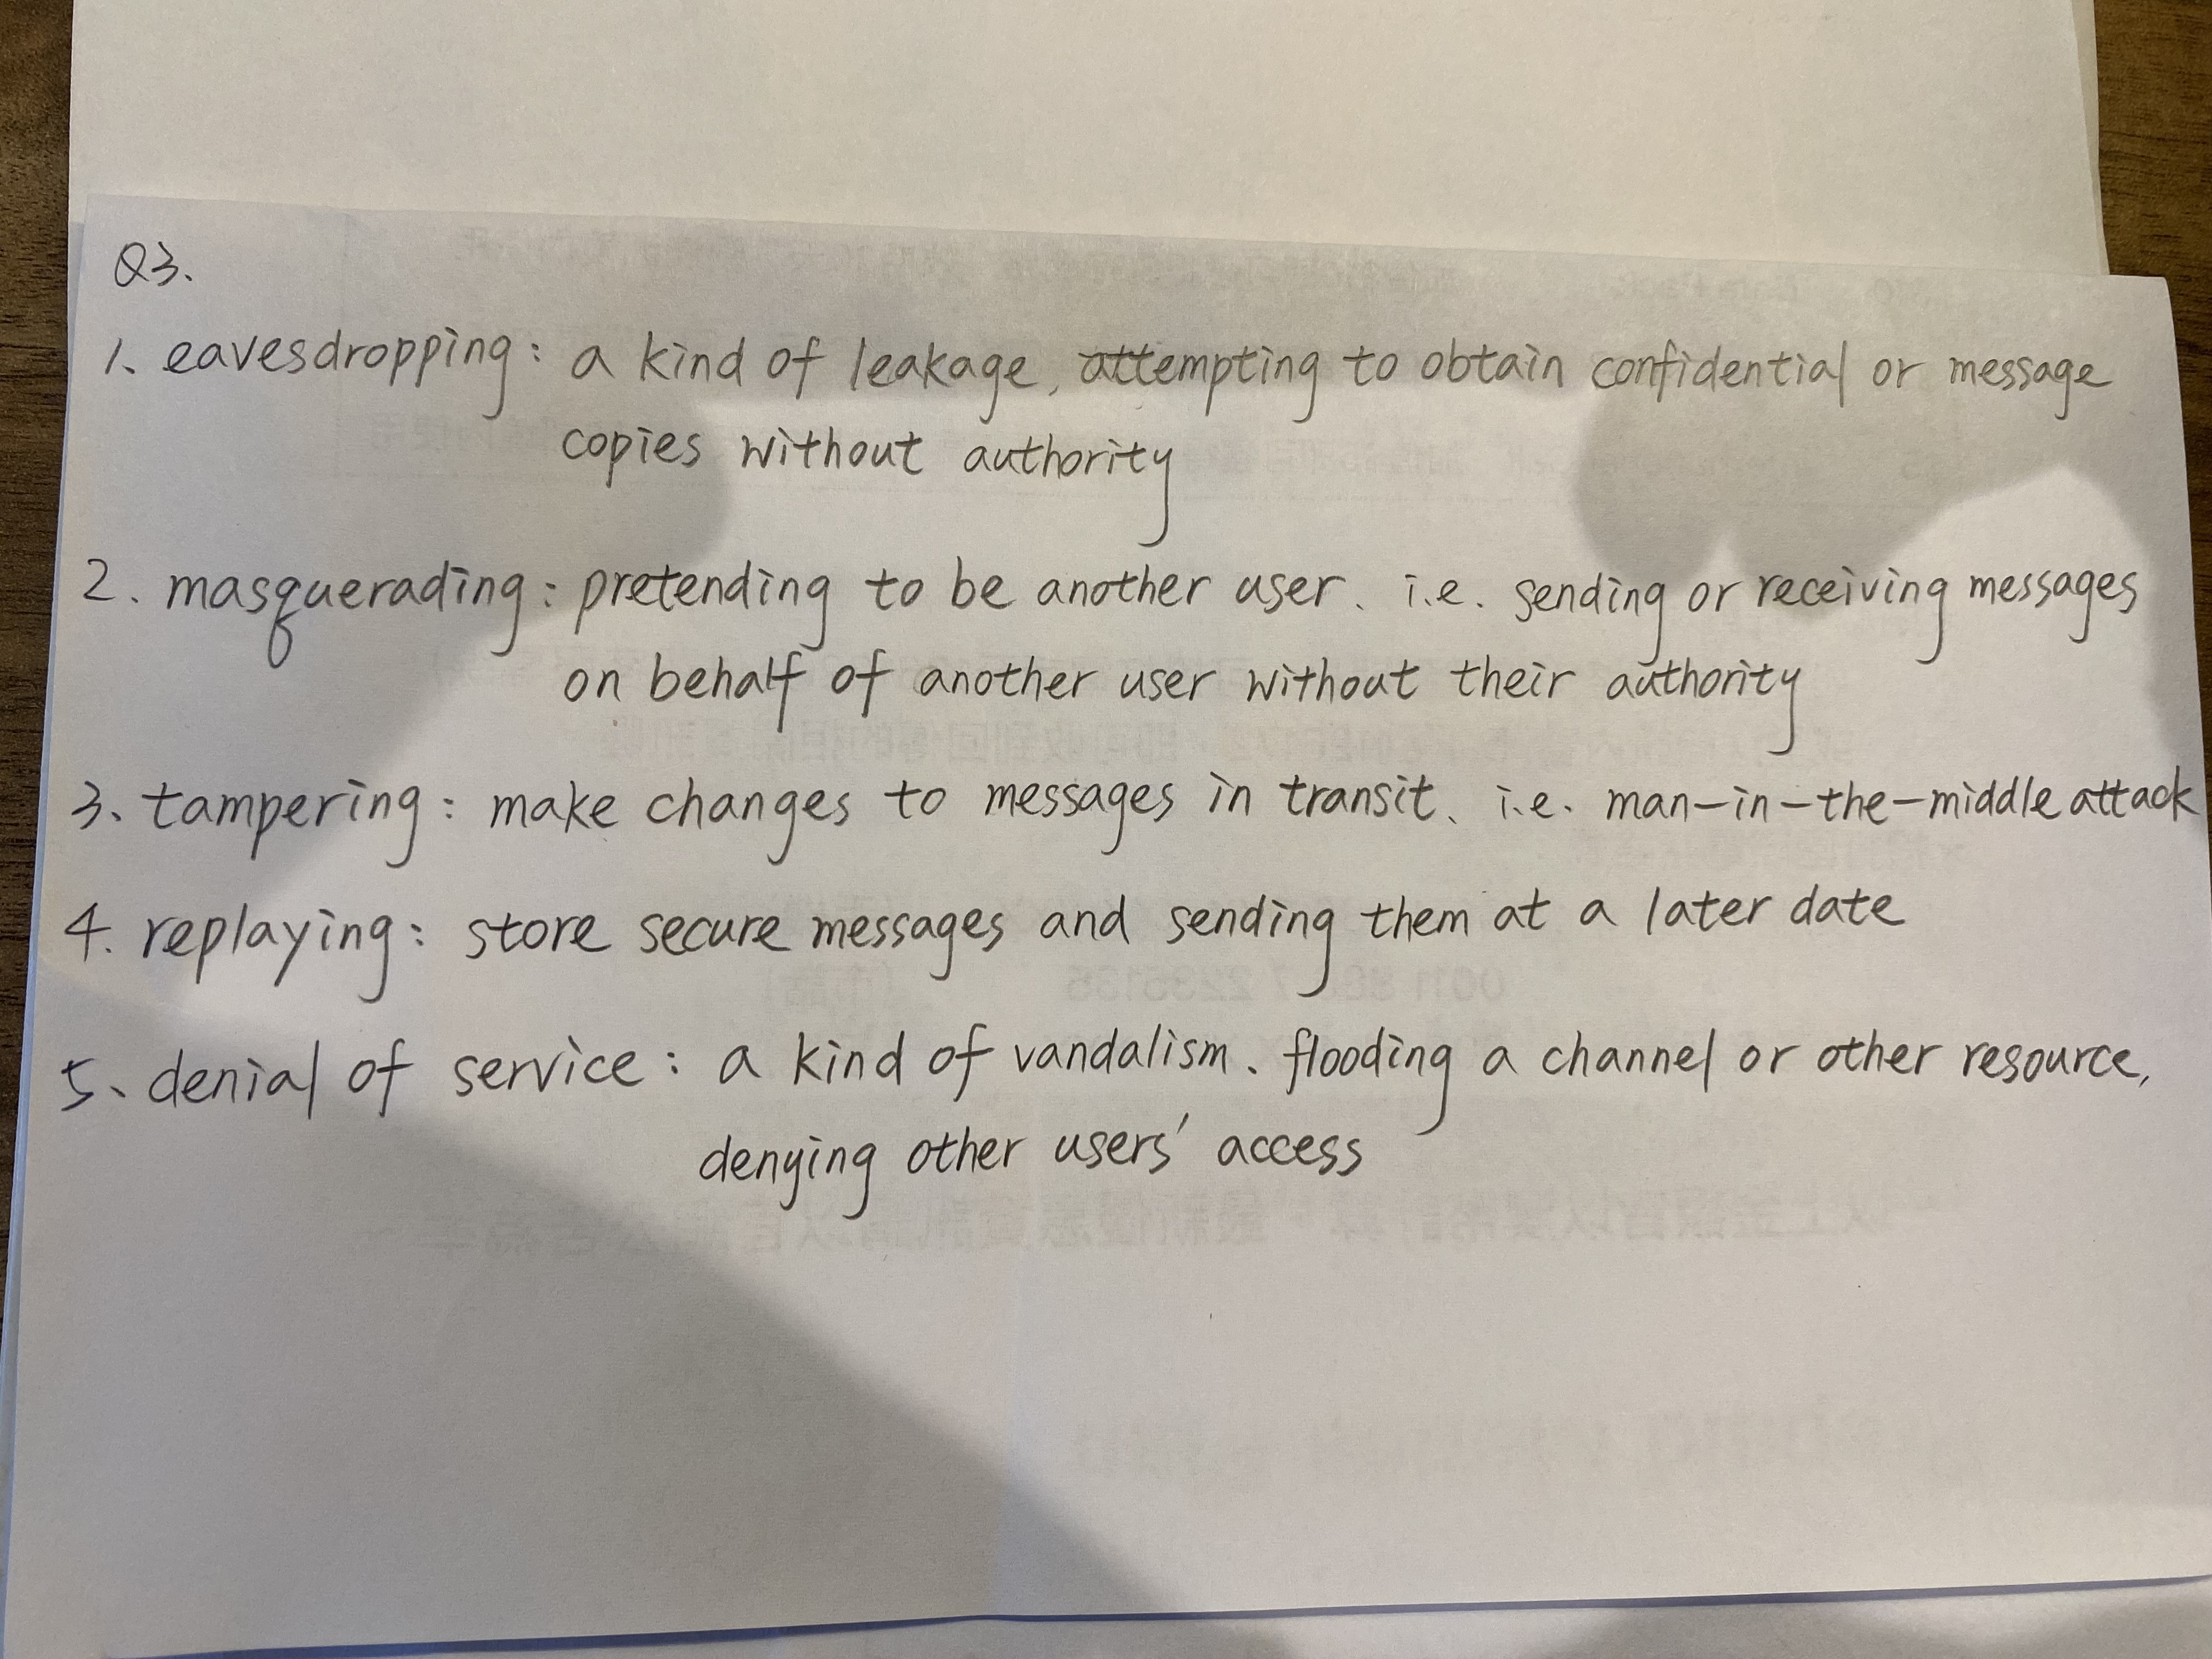 Q3.
1. eavesdropping: a kind of leakage, attempting to obtain confidential or message
copies without authority
2. masquerading: pretending to be another user. i.e. sending or receiving messages
on behalf of another user without their authority
3. tampering: make changes to messages in transit. i.e. man-in-the-middle attack
4. replaying: store secure messages and sending them at a later date
5. denial of service: a kind of vandalism. flooding a channel or other resource,
denying other users' access